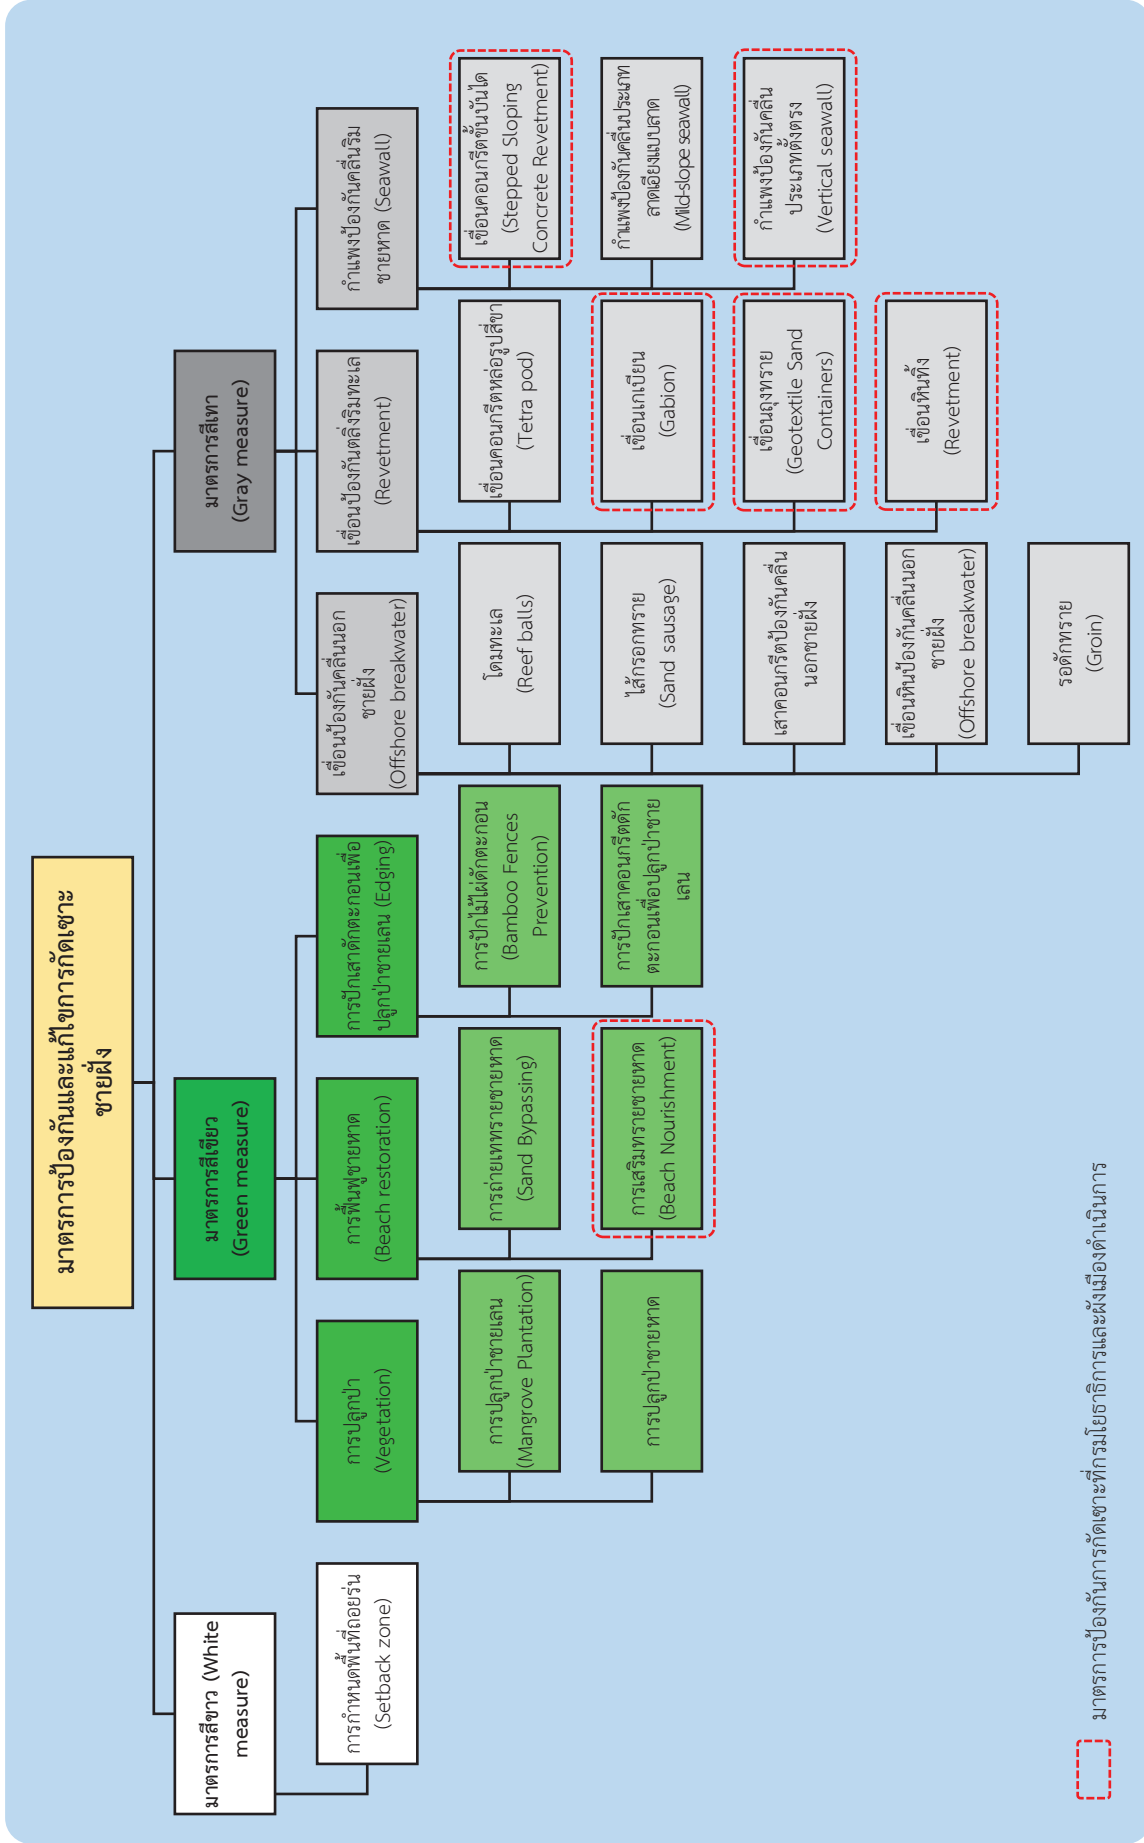 มาตรการป้องกันและแก้ไขการกัดเซาะ
ชายฝั่ง
มาตรการสีขาว (White
measure)
การกำหนดพื้นที่ถอยร่น
(Setback zone)
มาตรการสีเขียว
(Green measure)
การปลูกป่า
(Vegetation)
การปลูกป่าชายเลน
(Mangrove Plantation)
การปลูกป่าชายหาด
การฟื้นฟูชายหาด
(Beach restoration)
การถ่ายเททรายชายหาด
(Sand Bypassing)
การเสริมทรายชายหาด
(Beach Nourishment)
การปักเสาดักตะกอนเพื่อ
ปลูกป่าชายเลน (Edging)
การปักไม้ไผ่ดักตะกอน
(Bamboo Fences
Prevention)
การปักเสาคอนกรีตดัก
ตะกอนเพื่อปลูกป่าชาย
เลน
มาตรการสีเทา
(Gray measure)
เขื่อนป้องกันคลื่นนอก
ชายฝั่ง
(Offshore breakwater)
โดมทะเล
(Reef balls)
ไส้กรอกทราย
(Sand sausage)
เสาคอนกรีตป้องกันคลื่น
นอกชายฝั่ง
เขื่อนหินป้องกันคลื่นนอก
ชายฝั่ง
(Offshore breakwater)
รอดักทราย
(Groin)
เขื่อนป้องกันตลิ่งริมทะเล
(Revetment)
เขื่อนคอนกรีตหล่อรูปสี่ขา
(Tetra pod)
เขื่อนเกเบียน
(Gabion)
เขื่อนถุงทราย
(Geotextile Sand
Containers)
เขื่อนหินทิ้ง
(Revetment)
กำแพงป้องกันคลื่นริม
ชายหาด (Seawall)
เขื่อนคอนกรีตขั้นบันได
(Stepped Sloping
Concrete Revetment)
กำแพงป้องกันคลื่นประเภท
ลาดเอียงแบบลาด
(Mild-slope seawall)
กำแพงป้องกันคลื่น
ประเภทตั้งตรง
(Vertical seawall)
มาตรการป้องกันการกัดเซาะที่กรมโยธาธิการและผังเมืองดำเนินการ